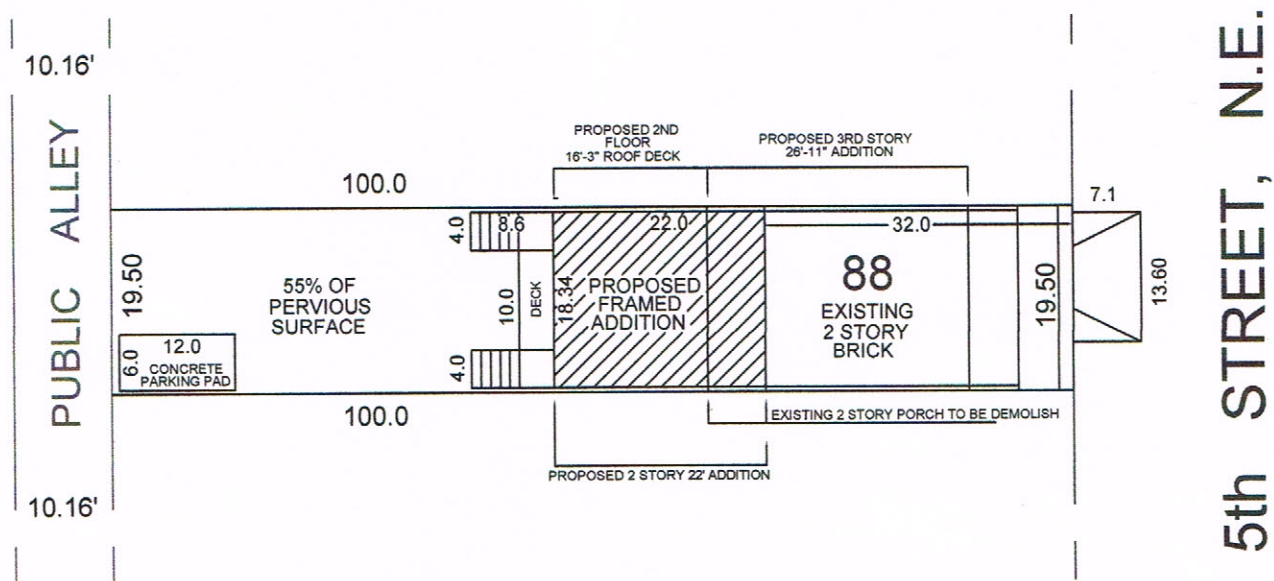 10.16'
PUBLIC ALLEY
10.16'
100.0
19.50
55% OF
PERVIOUS
SURFACE
6.0
12.0
CONCRETE
PARKING PAD
100.0
PROPOSED 2ND
FLOOR
16'-3" ROOF DECK
PROPOSED 3RD STORY
26'-11" ADDITION
4.0
8.6
10.0
DECK
18.34
4.0
22.0
PROPOSED
FRAMED
ADDITION
32.0
88
EXISTING
2 STORY
BRICK
19.50
7.1
13.60
EXISTING 2 STORY PORCH TO BE DEMOLISH
PROPOSED 2 STORY 22' ADDITION
5th STREET, N.E.